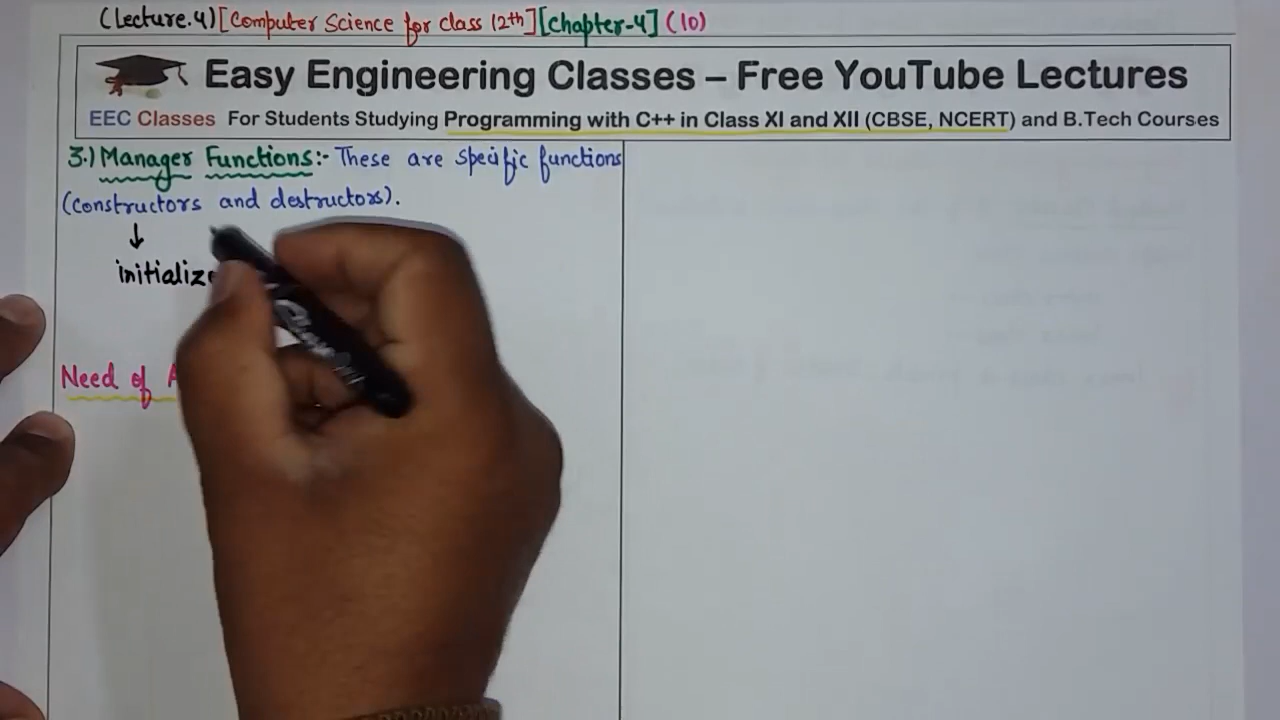 (Lecture.4)[Computer Science for class 12th][Chapter-4](10)
Easy Engineering Classes – Free YouTube Lectures
EEC Classes For Students Studying Programming with C++ in Class XI and XII (CBSE, NCERT) and B.Tech Courses
3.) Manager Functions:- These are specific functions
(constructors and destructors).
↓
initialize
Need of